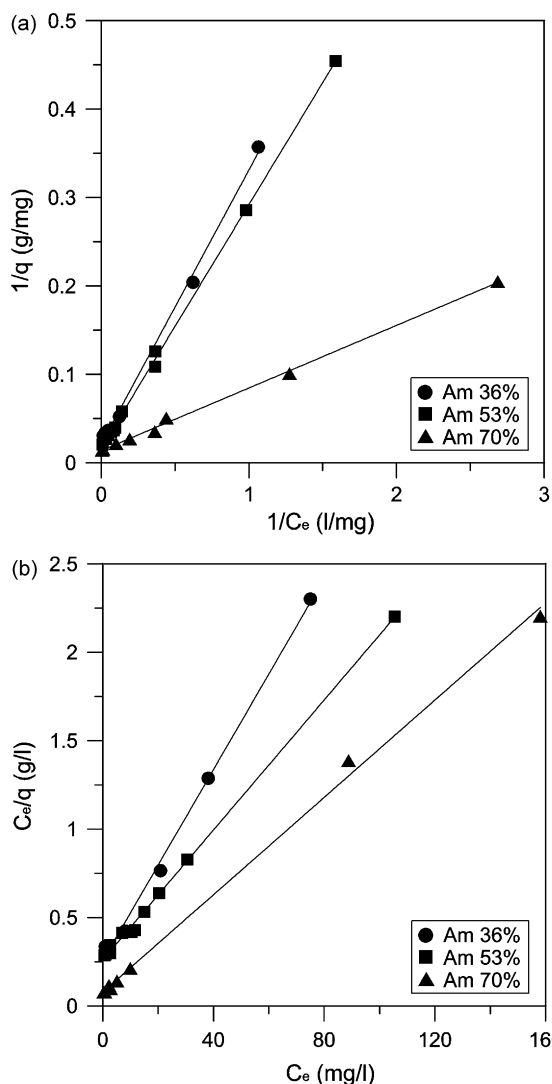 (a)
0.5
0.4
0.3
0.2
0.1
0
1/q (g/mg)
Am 36%
Am 53%
Am 70%
0 1 2 3
1/Ce (l/mg)
(b)
2.5
2
1.5
1
0.5
0
Ce/q (g/l)
Am 36%
Am 53%
Am 70%
0 40 80 120 16
Ce (mg/l)